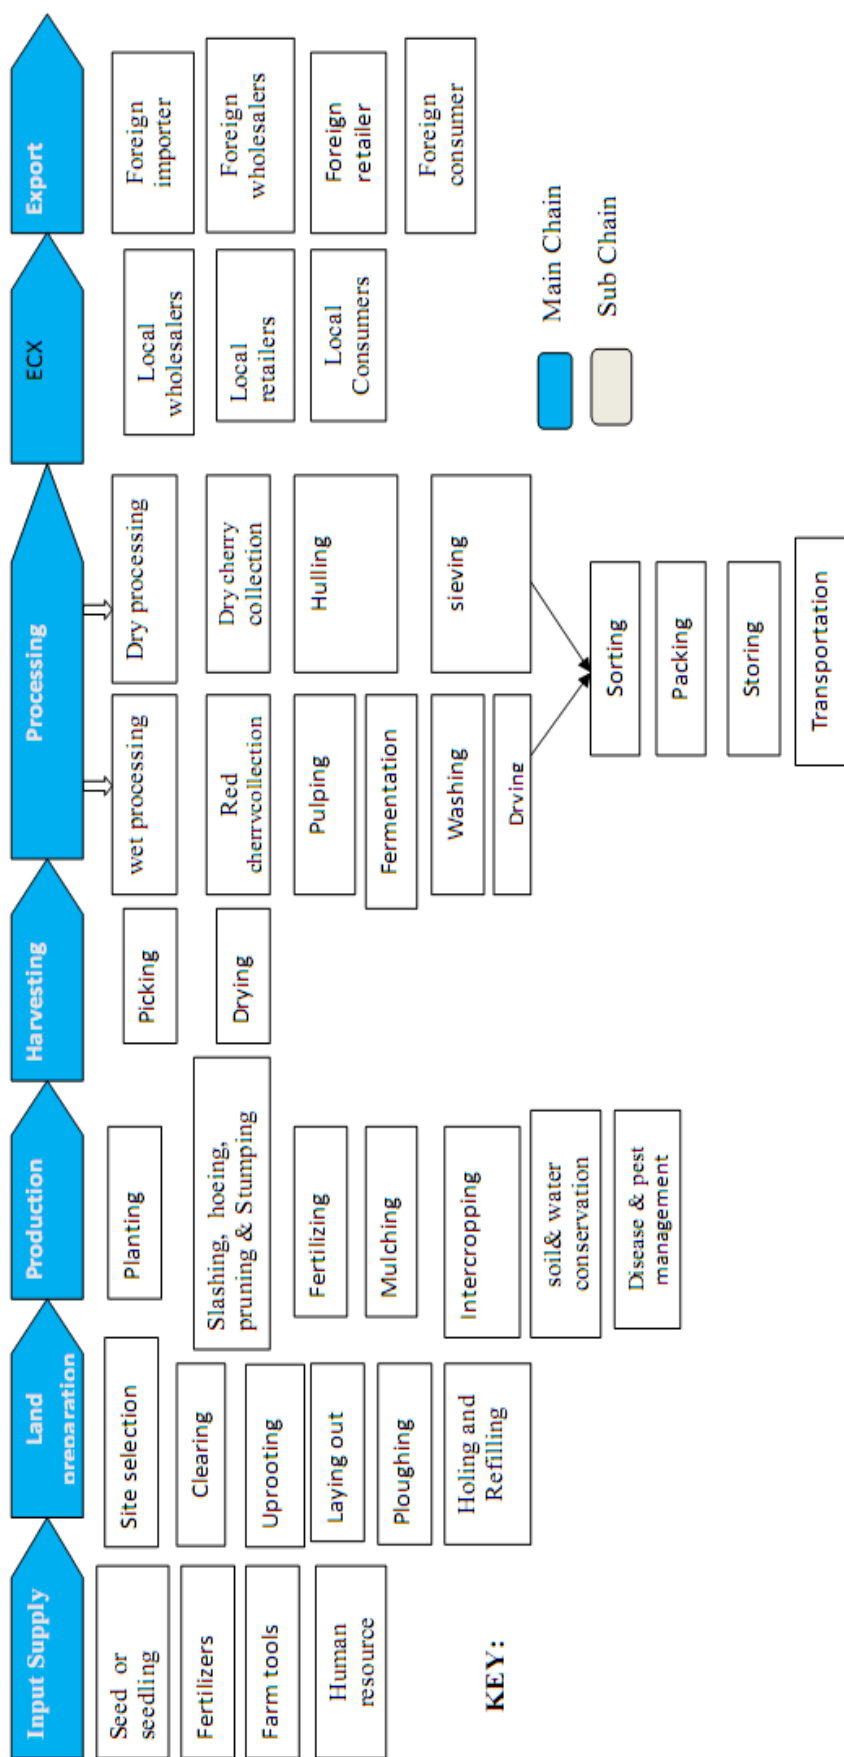 Input Supply
Land
preparation
Production
Harvesting
Processing
ECX
Export
Seed or
seedling
Fertilizers
Farm tools
Human
resource
Site selection
Clearing
Uprooting
Laying out
Ploughing
Holing and
Refilling
Planting
Slashing, hoeing,
pruning & Stumping
Fertilizing
Mulching
Intercropping
soil& water
conservation
Disease & pest
management
Picking
Drying
wet processing
Red
cherrvcollection
Pulping
Fermentation
Washing
Drving
Dry processing
Dry cherry
collection
Hulling
sieving
Sorting
Packing
Storing
Transportation
Local
wholesalers
Local
retailers
Local
Consumers
Foreign
importer
Foreign
wholesalers
Foreign
retailer
Foreign
consumer
KEY:
Main Chain
Sub Chain